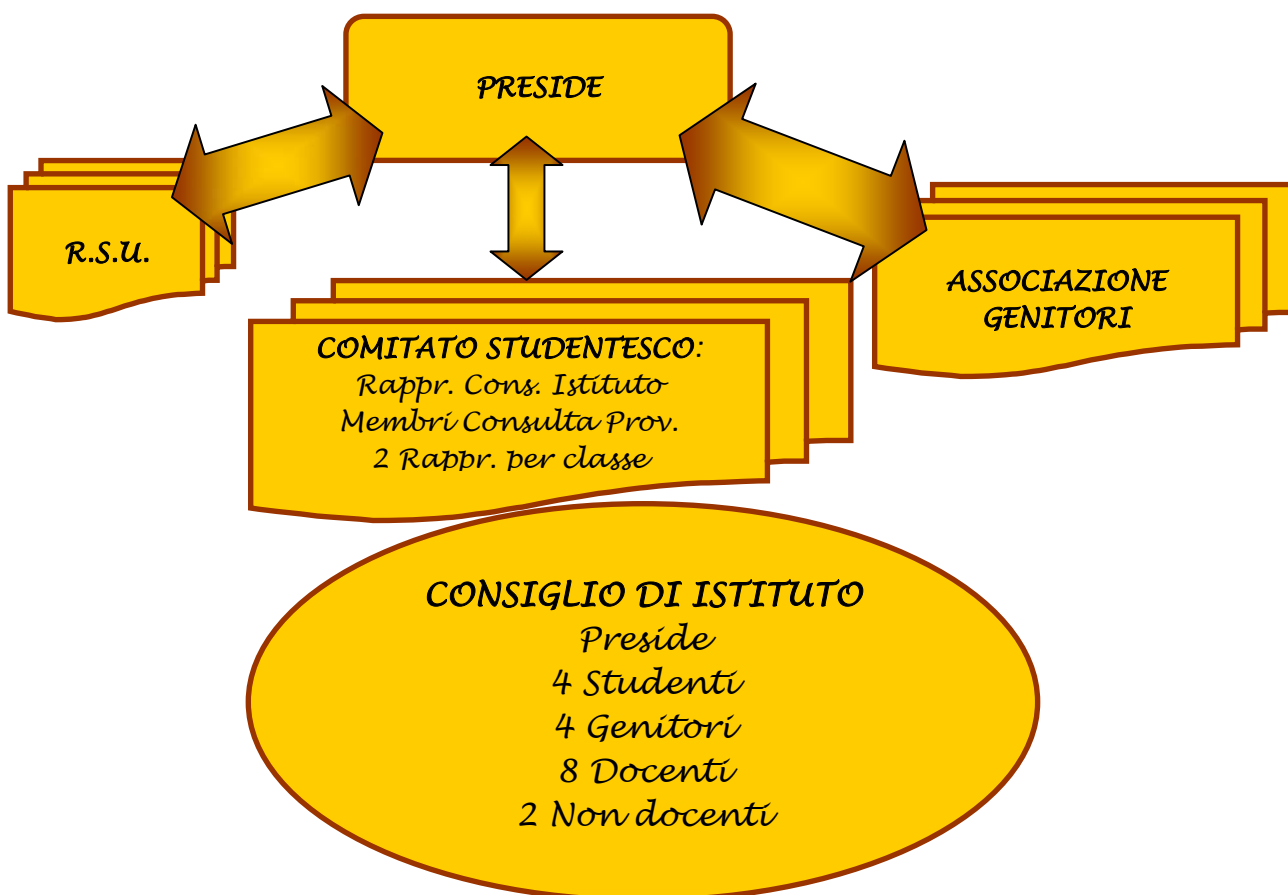 PRESIDE
R.S.U.
ASSOCIAZIONE
GENITORI
COMITATO STUDENTESCO:
Rappr. Cons. Istituto
Membri Consulta Prov.
2 Rappr. per classe
CONSIGLIO DI ISTITUTO
Preside
4 Studenti
4 Genitori
8 Docenti
2 Non docenti